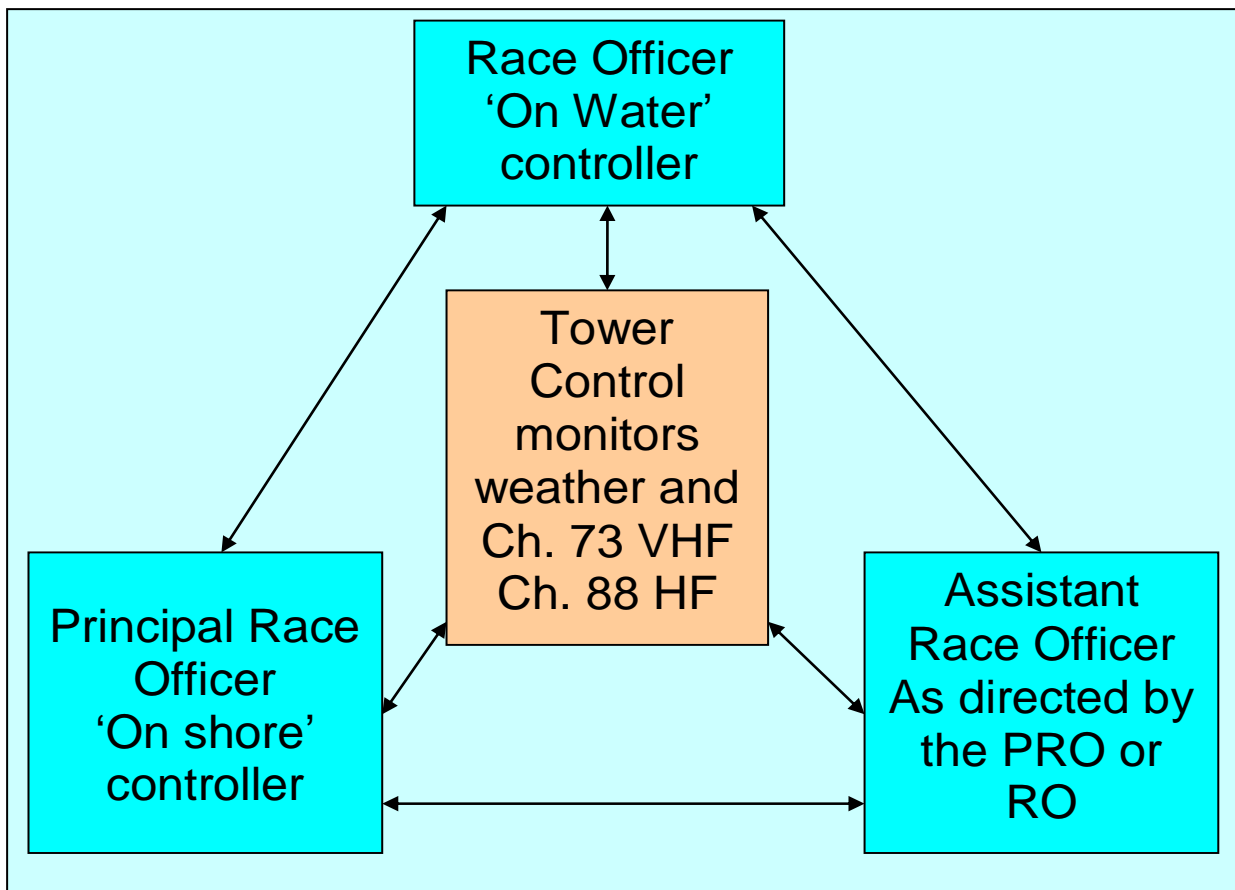 Race Officer
‘On Water’
controller
Tower
Control
monitors
weather and
Ch. 73 VHF
Ch. 88 HF
Principal Race
Officer
‘On shore’
controller
Assistant
Race Officer
As directed by
the PRO or
RO